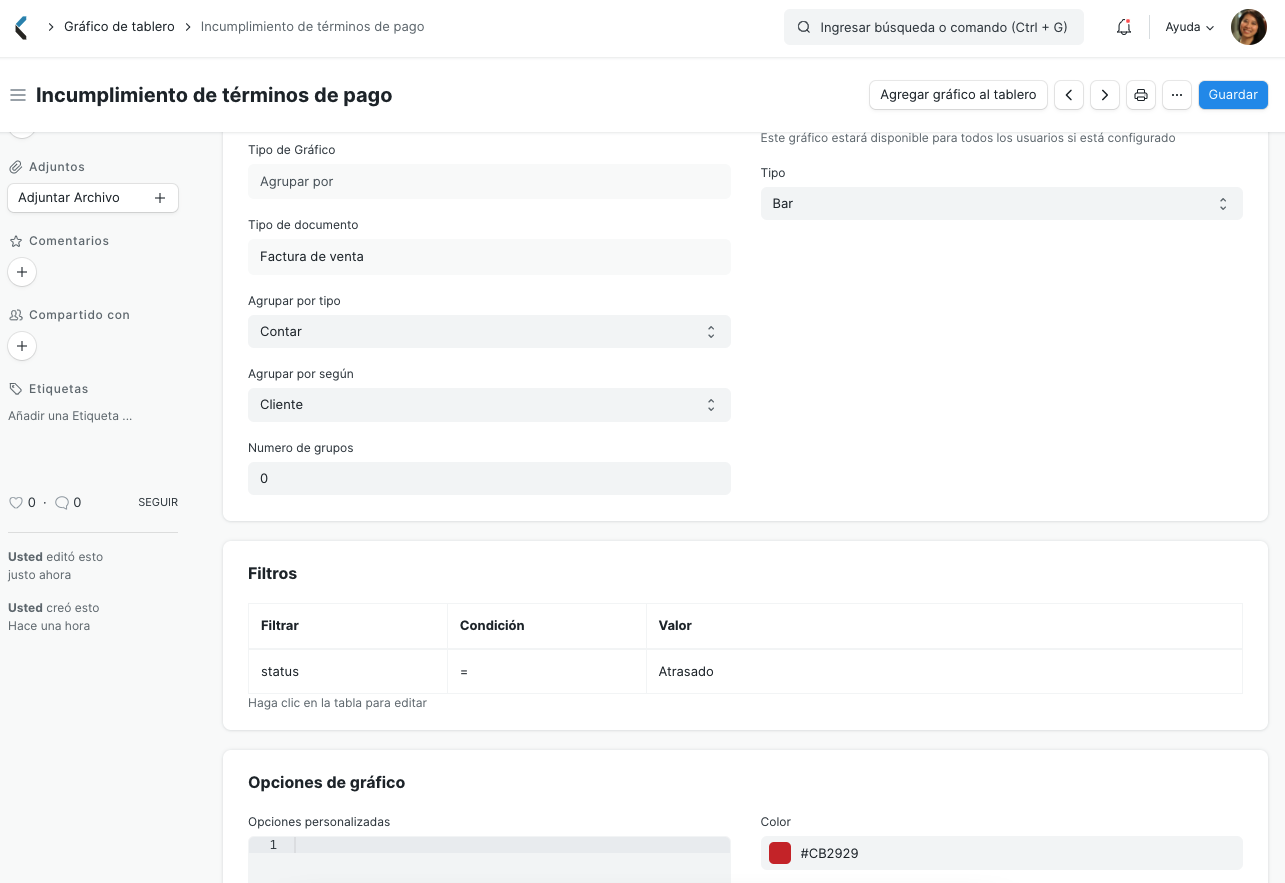 Gráfico de tablero
Incumplimiento de términos de pago
Ingresar búsqueda o comando (Ctrl + G)
Ayuda
Incumplimiento de términos de pago
Agregar gráfico al tablero
Guardar
Adjuntos
Adjuntar Archivo
Comentarios
Compartido con
Etiquetas
Añadir una Etiqueta ...
0 · 0
SEGUIR
Usted editó esto
justo ahora
Usted creó esto
Hace una hora
Tipo de Gráfico
Agrupar por
Tipo de documento
Factura de venta
Agrupar por tipo
Contar
Agrupar por según
Cliente
Numero de grupos
0
Este gráfico estará disponible para todos los usuarios si está configurado
Tipo
Bar
Filtros
Filtrar Condición Valor
status = Atrasado
Haga clic en la tabla para editar
Opciones de gráfico
Opciones personalizadas
1
Color
#CB2929